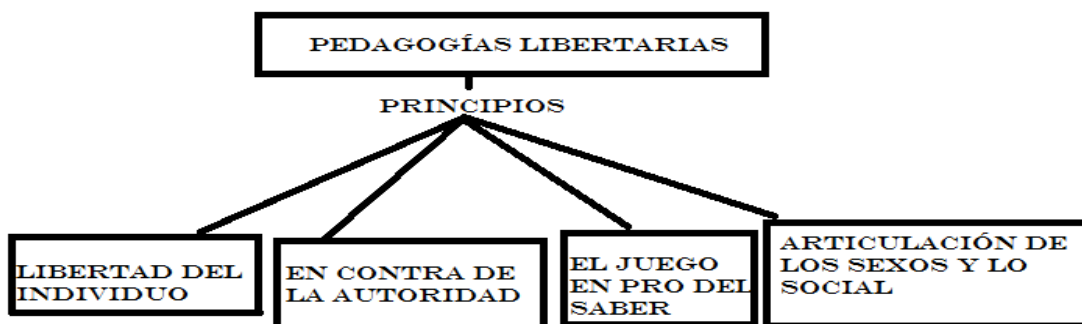 PEDAGOGÍAS LIBERTARIAS
PRINCIPIOS
LIBERTAD DEL
INDIVIDUO
EN CONTRA DE
LA AUTORIDAD
EL JUEGO
EN PRO DEL
SABER
ARTICULACIÓN DE
LOS SEXOS Y LO
SOCIAL